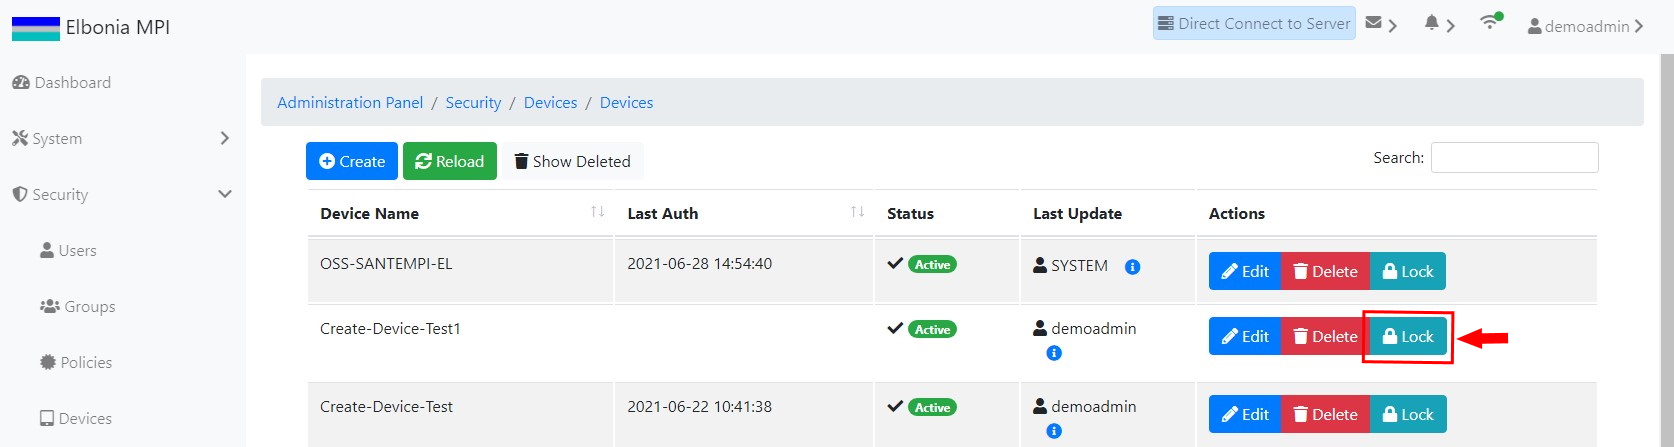 Elbonia MPI
Direct Connect to Server
demoadmin
Dashboard
System
Security
Users
Groups
Policies
Devices
Administration Panel / Security / Devices / Devices
Create Reload Show Deleted
Search:
Device Name Last Auth Status Last Update Actions
OSS-SANTEMPI-EL 2021-06-28 14:54:40 Active SYSTEM Edit Delete Lock
Create-Device-Test1 Active demoadmin Edit Delete Lock
Create-Device-Test 2021-06-22 10:41:38 Active demoadmin Edit Delete Lock